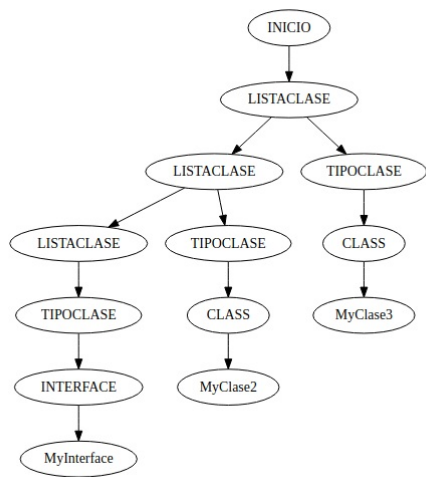 INICIO
LISTACLASE
LISTACLASE TIPOCLASE
LISTACLASE TIPOCLASE CLASS
TIPOCLASE CLASS MyClase3
INTERFACE MyClase2
MyInterface